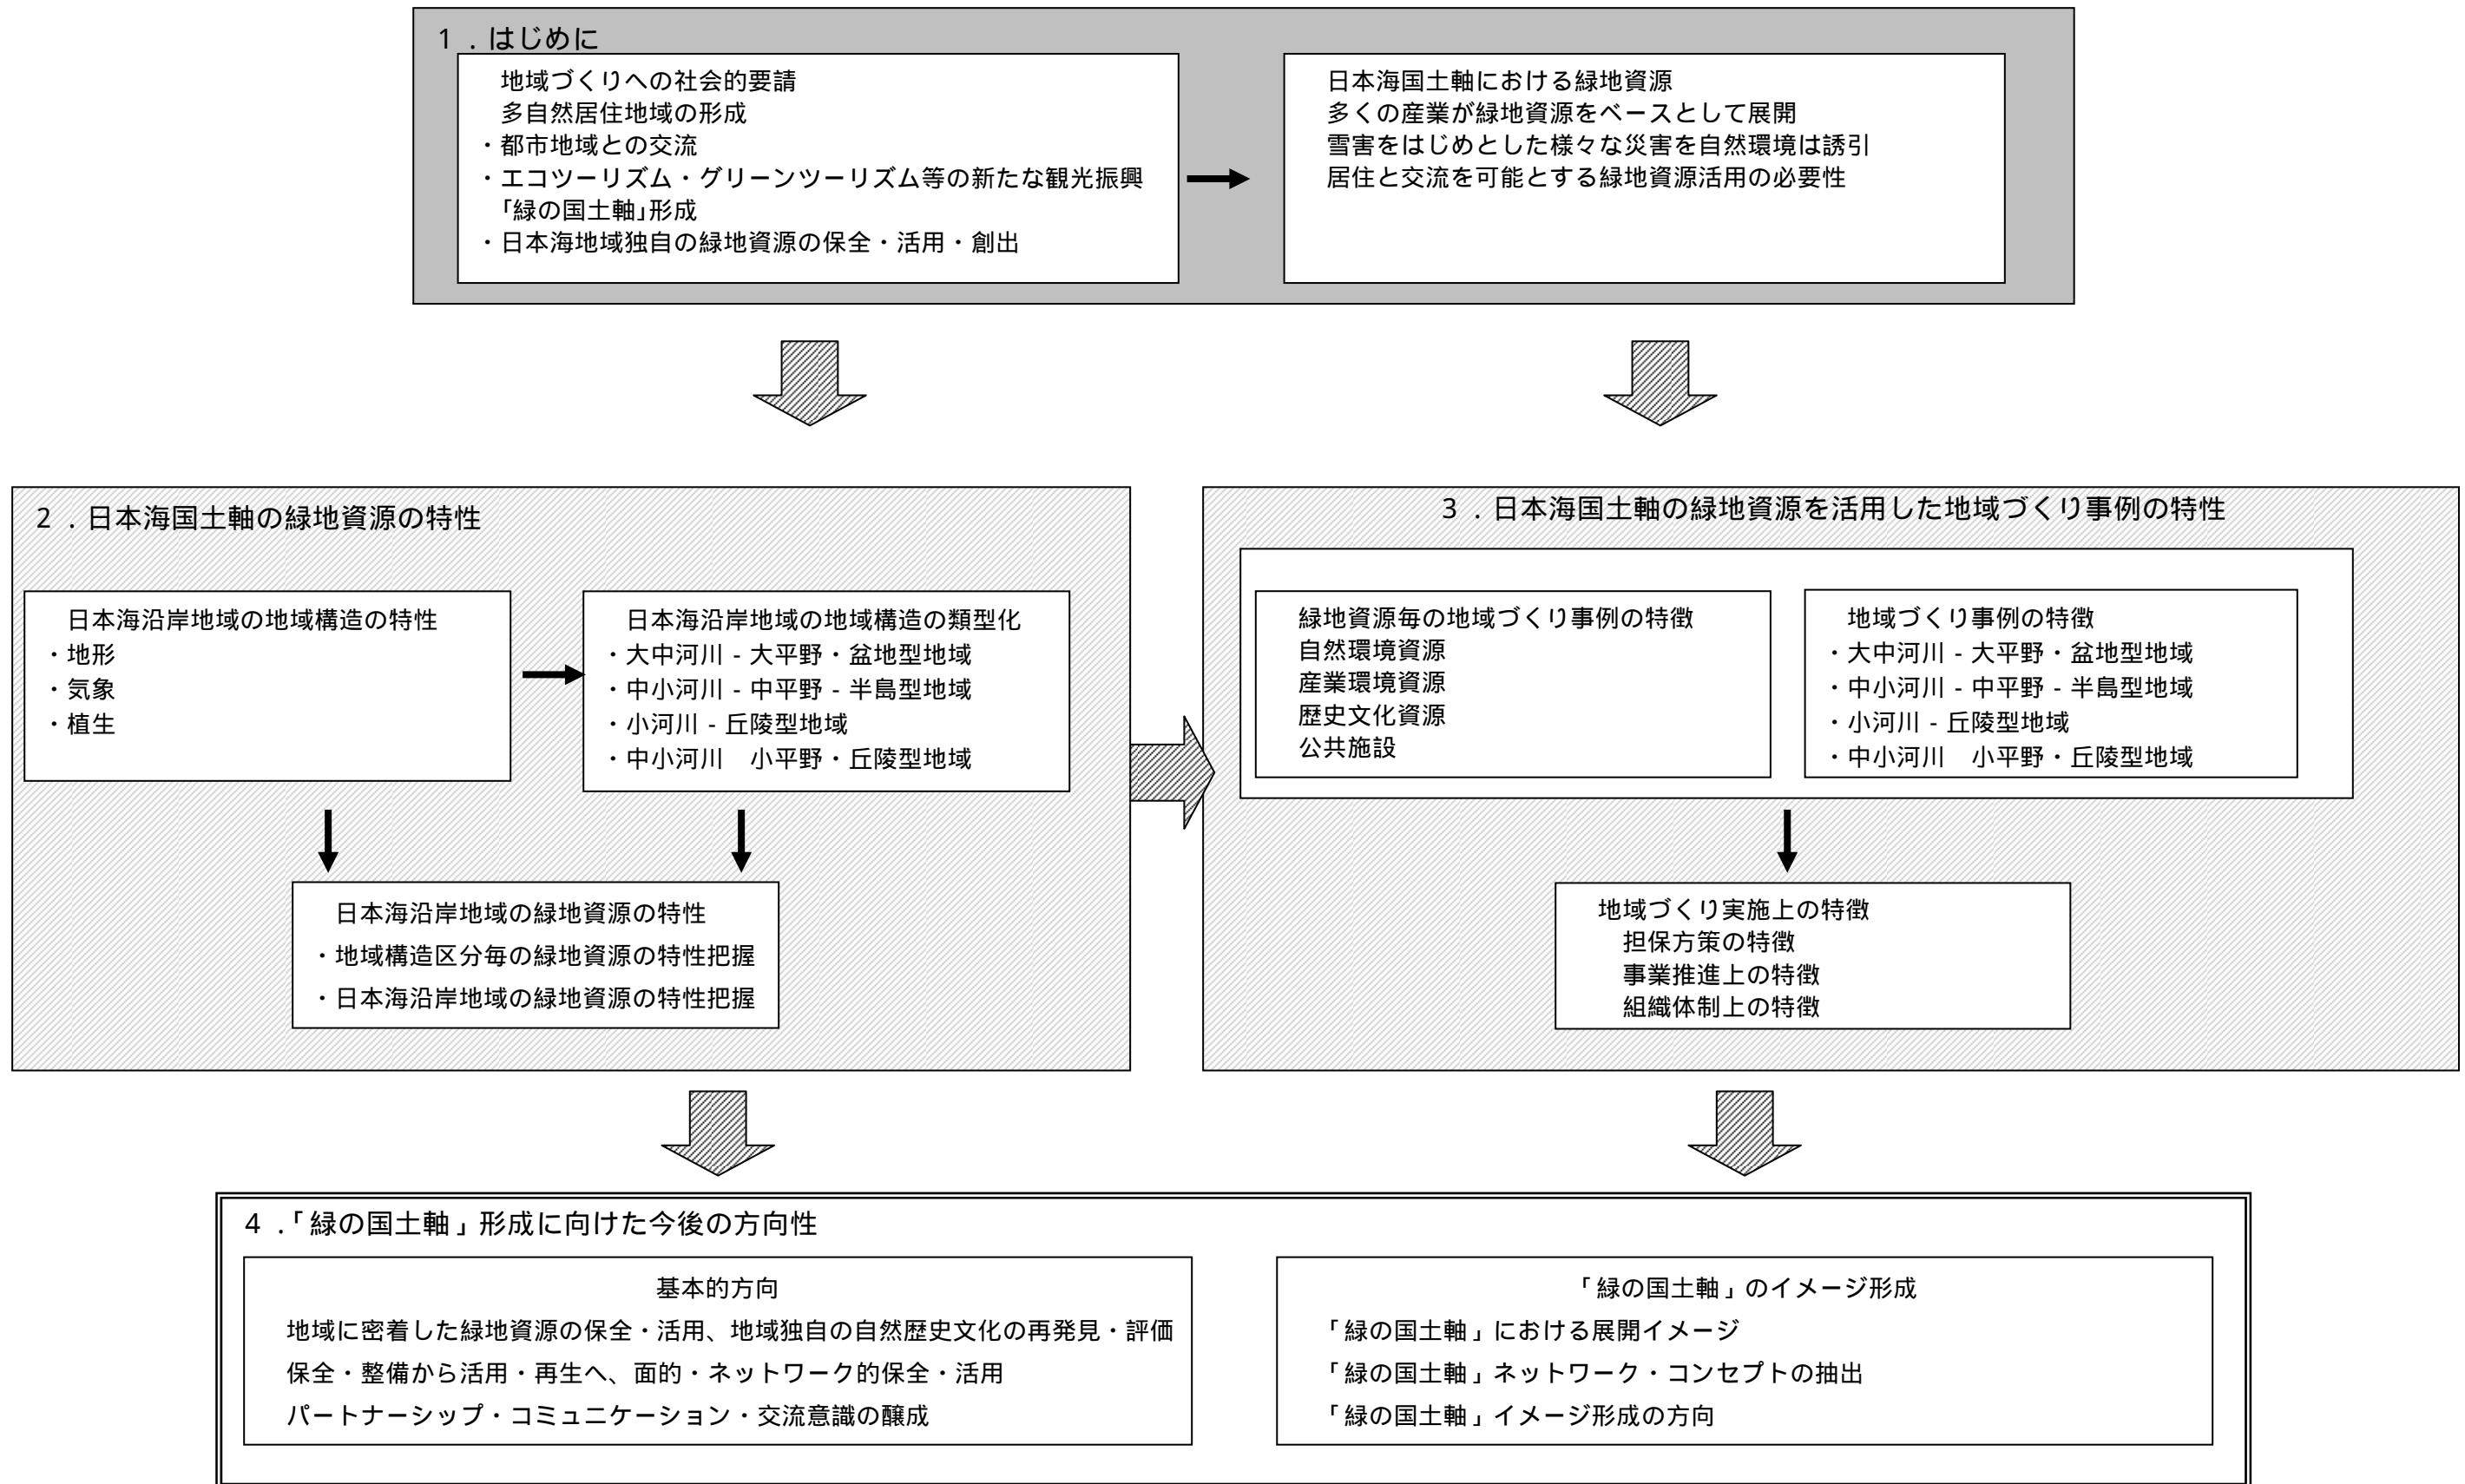 １．はじめに
地域づくりへの社会的要請
多自然居住地域の形成
・都市地域との交流
・エコツーリズム・グリーンツーリズム等の新たな観光振興
「緑の国土軸」形成
・日本海地域独自の緑地資源の保全・活用・創出
日本海国土軸における緑地資源
多くの産業が緑地資源をベースとして展開
雪害をはじめとした様々な災害を自然環境は誘引
居住と交流を可能とする緑地資源活用の必要性
２．日本海国土軸の緑地資源の特性
日本海沿岸地域の地域構造の特性
・地形
・気象
・植生
日本海沿岸地域の地域構造の類型化
・大中河川 - 大平野・盆地型地域
・中小河川 - 中平野 - 半島型地域
・小河川 - 丘陵型地域
・中小河川　小平野・丘陵型地域
日本海沿岸地域の緑地資源の特性
・地域構造区分毎の緑地資源の特性把握
・日本海沿岸地域の緑地資源の特性把握
３．日本海国土軸の緑地資源を活用した地域づくり事例の特性
緑地資源毎の地域づくり事例の特徴
自然環境資源
産業環境資源
歴史文化資源
公共施設
地域づくり事例の特徴
・大中河川 - 大平野・盆地型地域
・中小河川 - 中平野 - 半島型地域
・小河川 - 丘陵型地域
・中小河川　小平野・丘陵型地域
地域づくり実施上の特徴
担保方策の特徴
事業推進上の特徴
組織体制上の特徴
４．「緑の国土軸」形成に向けた今後の方向性
基本的方向
地域に密着した緑地資源の保全・活用、地域独自の自然歴史文化の再発見・評価
保全・整備から活用・再生へ、面的・ネットワーク的保全・活用
パートナーシップ・コミュニケーション・交流意識の醸成
「緑の国土軸」のイメージ形成
「緑の国土軸」における展開イメージ
「緑の国土軸」ネットワーク・コンセプトの抽出
「緑の国土軸」イメージ形成の方向